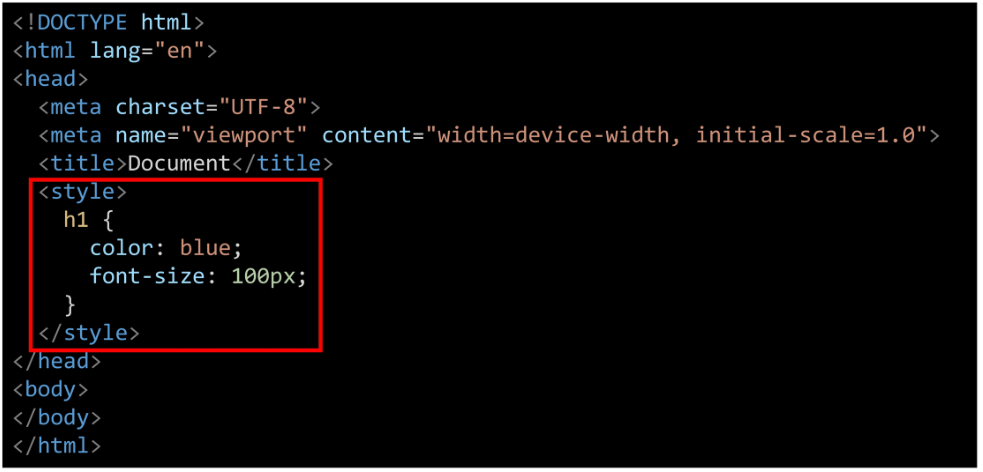 <!DOCTYPE html>
<html lang="en">
<head>
  <meta charset="UTF-8">
  <meta name="viewport" content="width=device-width, initial-scale=1.0">
  <title>Document</title>
  <style>
    h1 {
      color: blue;
      font-size: 100px;
    }
  </style>
</head>
<body>
</body>
</html>